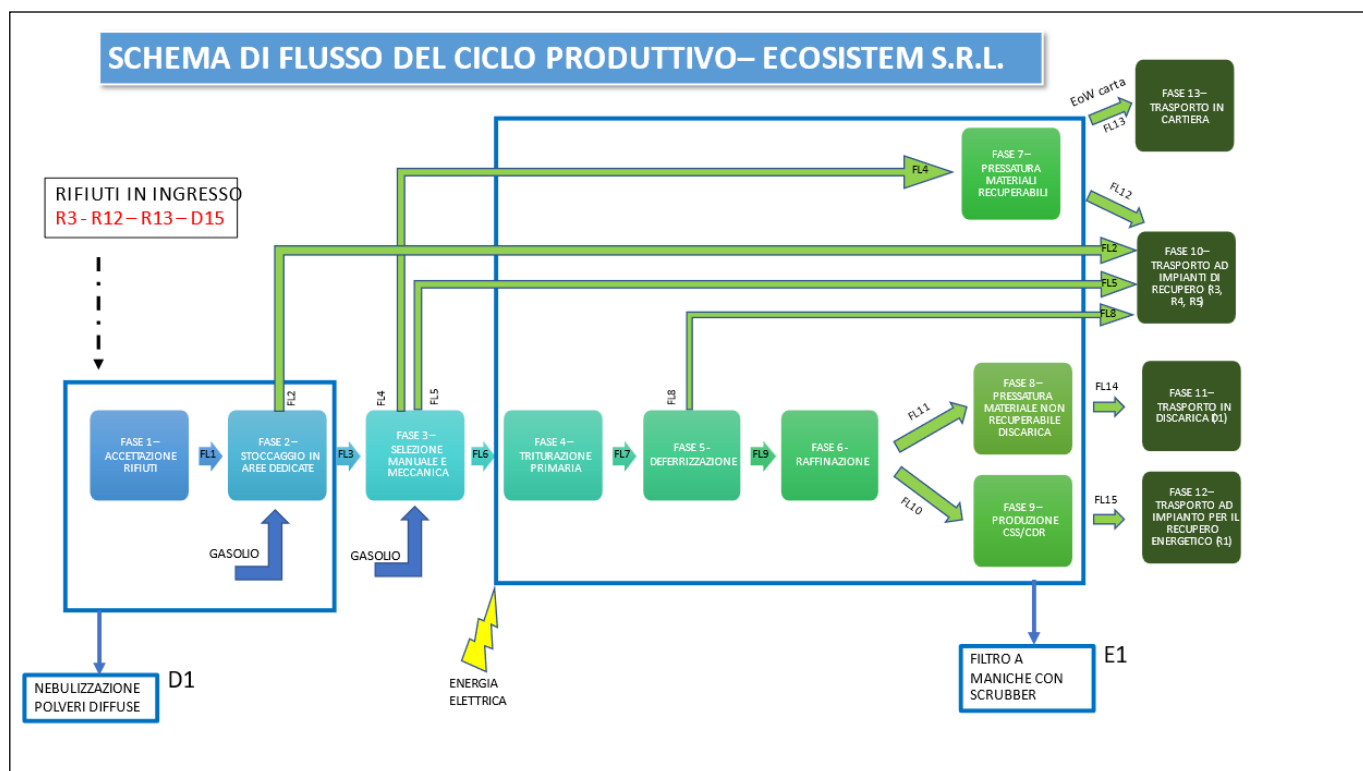 SCHEMA DI FLUSSO DEL CICLO PRODUTTIVO– ECOSISTEM S.R.L.
EoW carta
FL13
FASE 13–
TRASPORTO IN
CARTIERA
RIFIUTI IN INGRESSO
R3 - R12 – R13 – D15
FL4
FASE 7–
PRESSATURA
MATERIALI
RECUPERABILI
FL12
FL2
FL5
FL8
FASE 10–
TRASPORTO AD
IMPIANTI DI
RECUPERO (R3,
R4, R5)
FL2
FL4
FL5
FL8
FASE 1–
ACCETTAZIONE
RIFIUTI
FL1
FASE 2–
STOCCAGGIO IN
AREE DEDICATE
FL3
FASE 3–
SELEZIONE
MANUALE E
MECCANICA
FL6
FASE 4–
TRITURAZIONE
PRIMARIA
FL7
FASE 5-
DEFERRIZZAZIONE
FL9
FASE 6-
RAFFINAZIONE
FL11
FL10
FASE 8–
PRESSATURA
MATERIALE NON
RECUPERABILE
DISCARICA
FL14
FASE 11–
TRASPORTO IN
DISCARICA (D1)
FASE 9–
PRODUZIONE
CSS/CDR
FL15
FASE 12–
TRASPORTO AD
IMPIANTO PER IL
RECUPERO
ENERGETICO (R1)
GASOLIO
GASOLIO
NEBULIZZAZIONE
POLVERI DIFFUSE
D1
ENERGIA
ELETTRICA
FILTRO A
MANICHE CON
SCRUBBER
E1